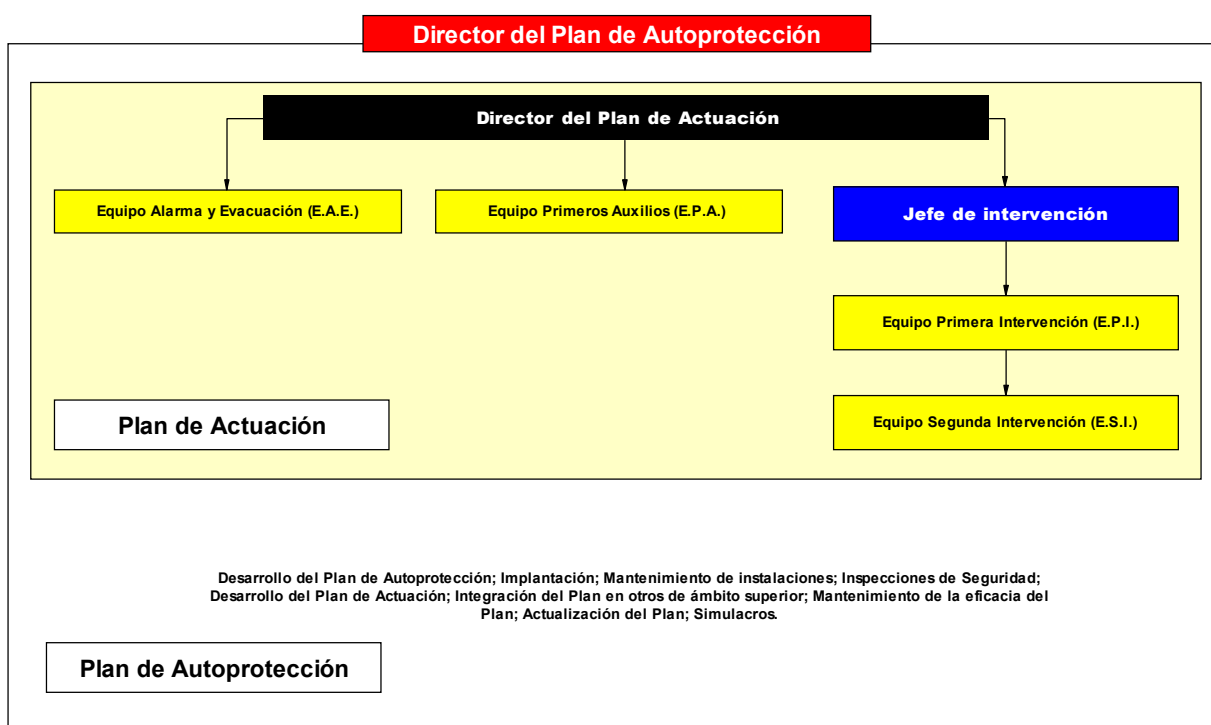 Director del Plan de Autoprotección
Director del Plan de Actuación
Equipo Alarma y Evacuación (E.A.E.)
Equipo Primeros Auxilios (E.P.A.)
Jefe de intervención
Equipo Primera Intervención (E.P.I.)
Plan de Actuación
Equipo Segunda Intervención (E.S.I.)
Desarrollo del Plan de Autoprotección; Implantación; Mantenimiento de instalaciones; Inspecciones de Seguridad;
Desarrollo del Plan de Actuación; Integración del Plan en otros de ámbito superior; Mantenimiento de la eficacia del
Plan; Actualización del Plan; Simulacros.
Plan de Autoprotección